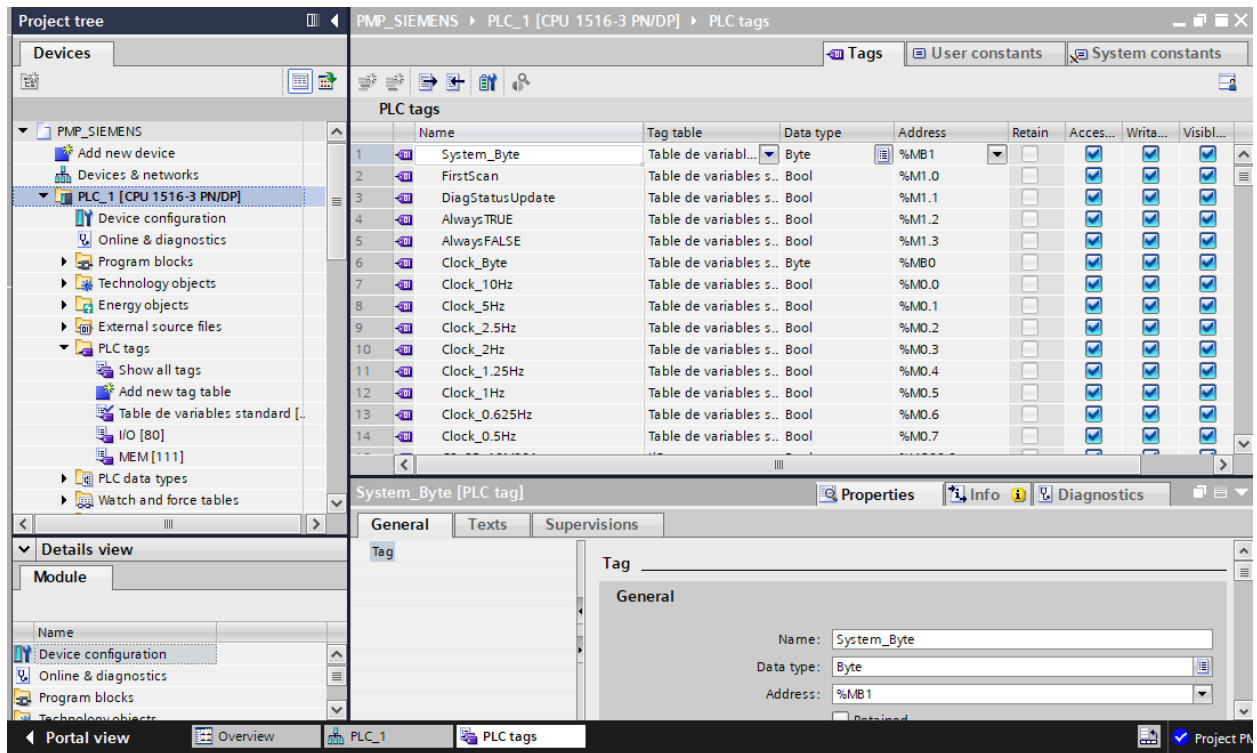 Project tree
PMP_SIEMENS ▸ PLC_1 [CPU 1516-3 PN/DP] ▸ PLC tags
Devices
Tags
User constants
System constants
PLC tags
PMP_SIEMENS
Add new device
Devices & networks
PLC_1 [CPU 1516-3 PN/DP]
Device configuration
Online & diagnostics
Program blocks
Technology objects
Energy objects
External source files
PLC tags
Show all tags
Add new tag table
Table de variables standard [..
I/O [80]
MEM [111]
PLC data types
Watch and force tables
Name Tag table Data type Address Retain Acces... Writa... Visibl...
1 System_Byte Table de variabl... Byte %MB1
2 FirstScan Table de variables s.. Bool %M1.0
3 DiagStatusUpdate Table de variables s.. Bool %M1.1
4 AlwaysTRUE Table de variables s.. Bool %M1.2
5 AlwaysFALSE Table de variables s.. Bool %M1.3
6 Clock_Byte Table de variables s.. Byte %MB0
7 Clock_10Hz Table de variables s.. Bool %M0.0
8 Clock_5Hz Table de variables s.. Bool %M0.1
9 Clock_2.5Hz Table de variables s.. Bool %M0.2
10 Clock_2Hz Table de variables s.. Bool %M0.3
11 Clock_1.25Hz Table de variables s.. Bool %M0.4
12 Clock_1Hz Table de variables s.. Bool %M0.5
13 Clock_0.625Hz Table de variables s.. Bool %M0.6
14 Clock_0.5Hz Table de variables s.. Bool %M0.7
System_Byte [PLC tag]
Properties
Info
Diagnostics
General
Texts
Supervisions
Tag
Tag
General
Name: System_Byte
Data type: Byte
Address: %MB1
Retained
Details view
Module
Name
Device configuration
Online & diagnostics
Program blocks
Technology objects
Portal view
Overview
PLC_1
PLC tags
Project PM